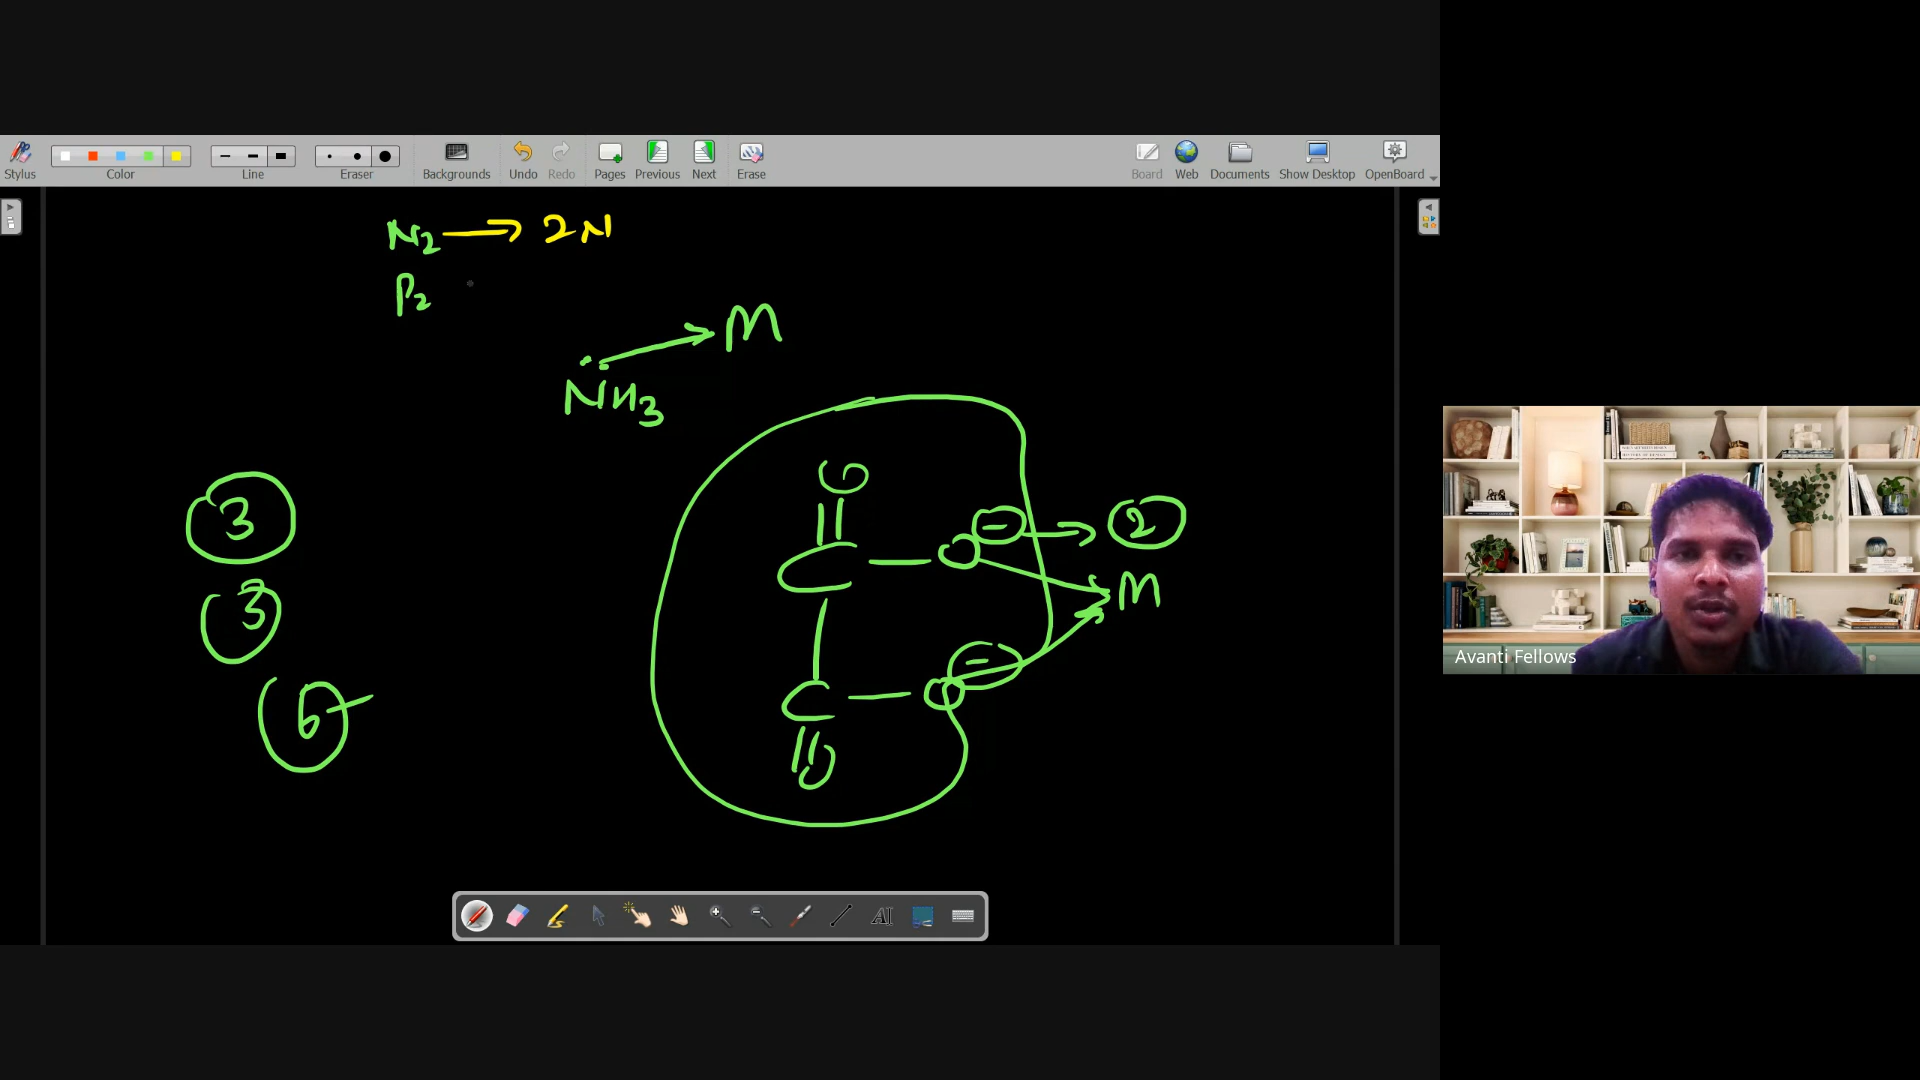 Stylus Color Line Eraser Backgrounds Undo Redo Pages Previous Next Erase Board Web Documents Show Desktop OpenBoard
N2 → 2N
P2
M
NH3
O
3
C — O − → 2
M
3
−
6
C — O
O
AI
Avanti Fellows